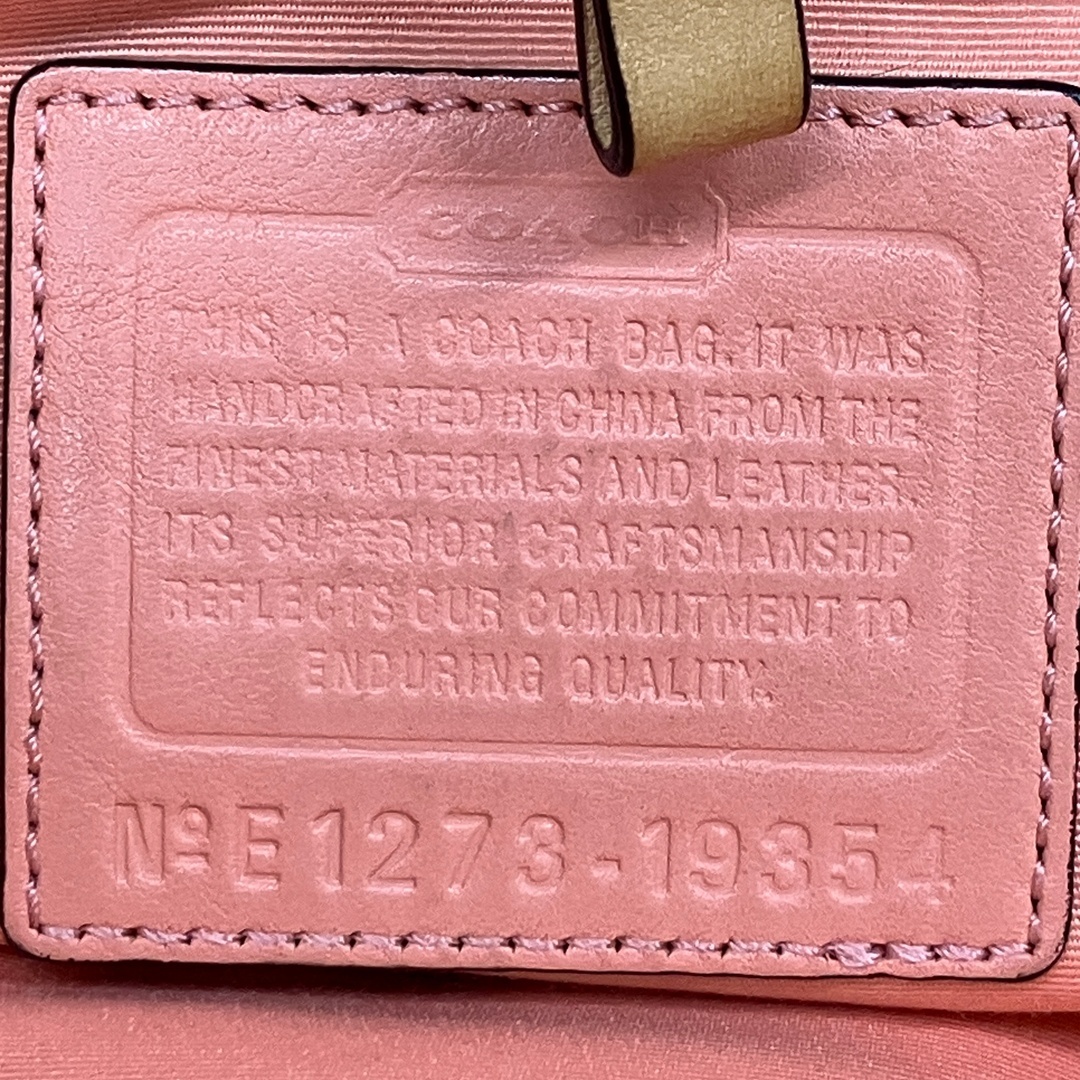 COACH
THIS IS A COACH BAG. IT WAS
HANDCRAFTED IN CHINA FROM THE
FINEST MATERIALS AND LEATHER.
ITS SUPERIOR CRAFTSMANSHIP
REFLECTS OUR COMMITMENT TO
ENDURING QUALITY.
Nº E1273-19354